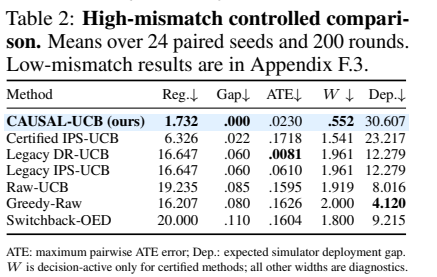 Table 2: High-mismatch controlled compari-
son. Means over 24 paired seeds and 200 rounds.
Low-mismatch results are in Appendix F.3.
Method Reg.↓ Gap↓ ATE↓ W ↓ Dep.↓
CAUSAL-UCB (ours) 1.732 .000 .0230 .552 30.607
Certified IPS-UCB 6.326 .022 .1718 1.541 23.217
Legacy DR-UCB 16.647 .060 .0081 1.961 12.279
Legacy IPS-UCB 16.647 .060 .0610 1.961 12.279
Raw-UCB 19.235 .085 .1595 1.919 8.016
Greedy-Raw 16.207 .080 .1626 2.000 4.120
Switchback-OED 20.000 .110 .1604 1.800 9.215
ATE: maximum pairwise ATE error; Dep.: expected simulator deployment gap.
W is decision-active only for certified methods; all other widths are diagnostics.